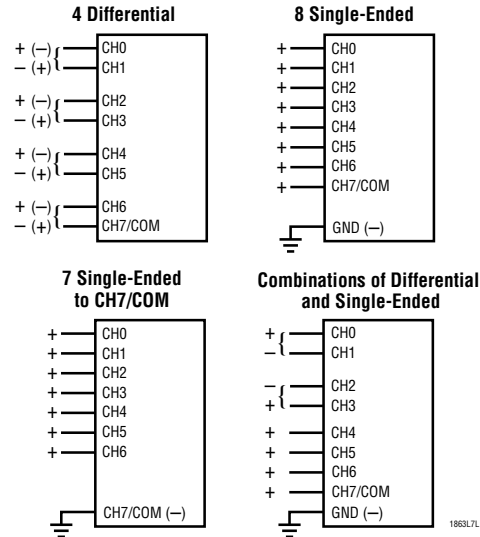 4 Differential
+ (–) { CH0
– (+) CH1
+ (–) { CH2
– (+) CH3
+ (–) { CH4
– (+) CH5
+ (–) { CH6
– (+) CH7/COM
8 Single-Ended
+ CH0
+ CH1
+ CH2
+ CH3
+ CH4
+ CH5
+ CH6
+ CH7/COM
GND (–)
7 Single-Ended
to CH7/COM
+ CH0
+ CH1
+ CH2
+ CH3
+ CH4
+ CH5
+ CH6
CH7/COM (–)
Combinations of Differential
and Single-Ended
+ { CH0
– CH1
– { CH2
+ CH3
+ CH4
+ CH5
+ CH6
+ CH7/COM
GND (–)
1863L7L